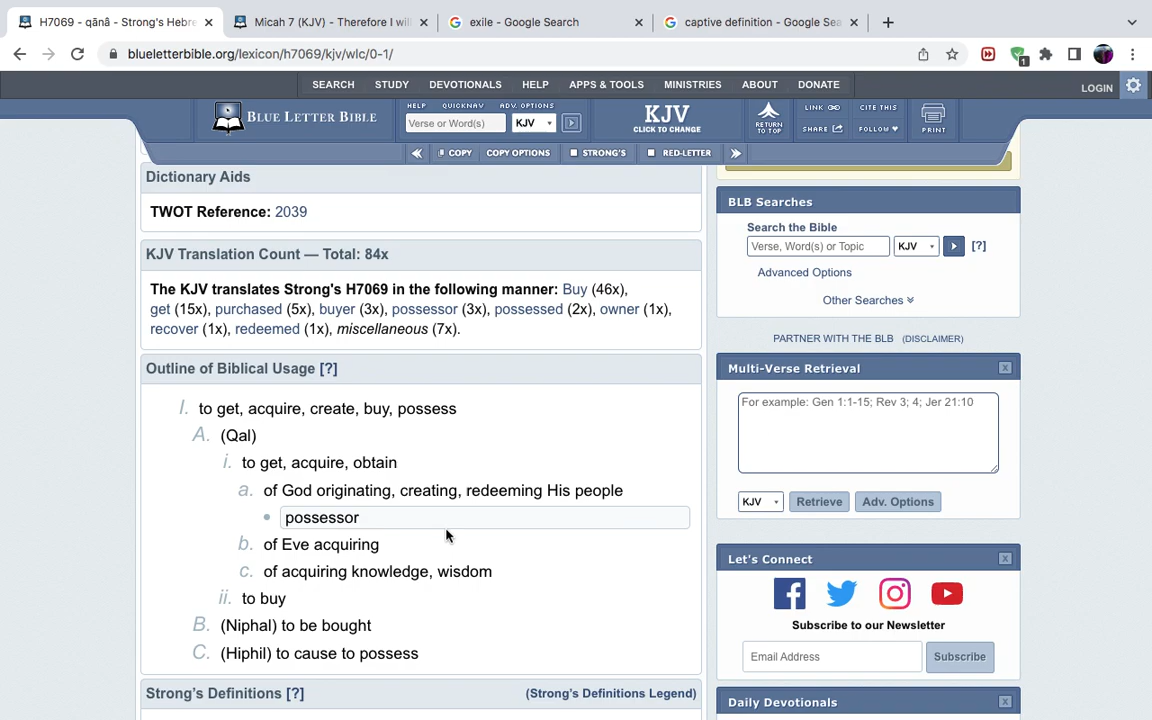 H7069 - qānâ - Strong's Hebre
Micah 7 (KJV) - Therefore I will
exile - Google Search
captive definition - Google Sea
blueletterbible.org/lexicon/h7069/kjv/wlc/0-1/
1
SEARCH STUDY DEVOTIONALS HELP APPS & TOOLS MINISTRIES ABOUT DONATE LOGIN
BLUE LETTER BIBLE
HELP QUICKNAV ADV. OPTIONS
Verse or Word(s) KJV
KJV
CLICK TO CHANGE
RETURN
TO TOP
LINK CITE THIS
SHARE FOLLOW
PRINT
COPY COPY OPTIONS STRONG'S RED-LETTER
Dictionary Aids
TWOT Reference: 2039
KJV Translation Count — Total: 84x
The KJV translates Strong's H7069 in the following manner: Buy (46x),
get (15x), purchased (5x), buyer (3x), possessor (3x), possessed (2x), owner (1x),
recover (1x), redeemed (1x), miscellaneous (7x).
Outline of Biblical Usage [?]
I. to get, acquire, create, buy, possess
A. (Qal)
i. to get, acquire, obtain
a. of God originating, creating, redeeming His people
• possessor
b. of Eve acquiring
c. of acquiring knowledge, wisdom
ii. to buy
B. (Niphal) to be bought
C. (Hiphil) to cause to possess
Strong's Definitions [?] (Strong's Definitions Legend)
BLB Searches
Search the Bible
Verse, Word(s) or Topic KJV [?]
Advanced Options
Other Searches
PARTNER WITH THE BLB (DISCLAIMER)
Multi-Verse Retrieval
For example: Gen 1:1-15; Rev 3; 4; Jer 21:10
KJV Retrieve Adv. Options
Let's Connect
Subscribe to our Newsletter
Email Address Subscribe
Daily Devotionals